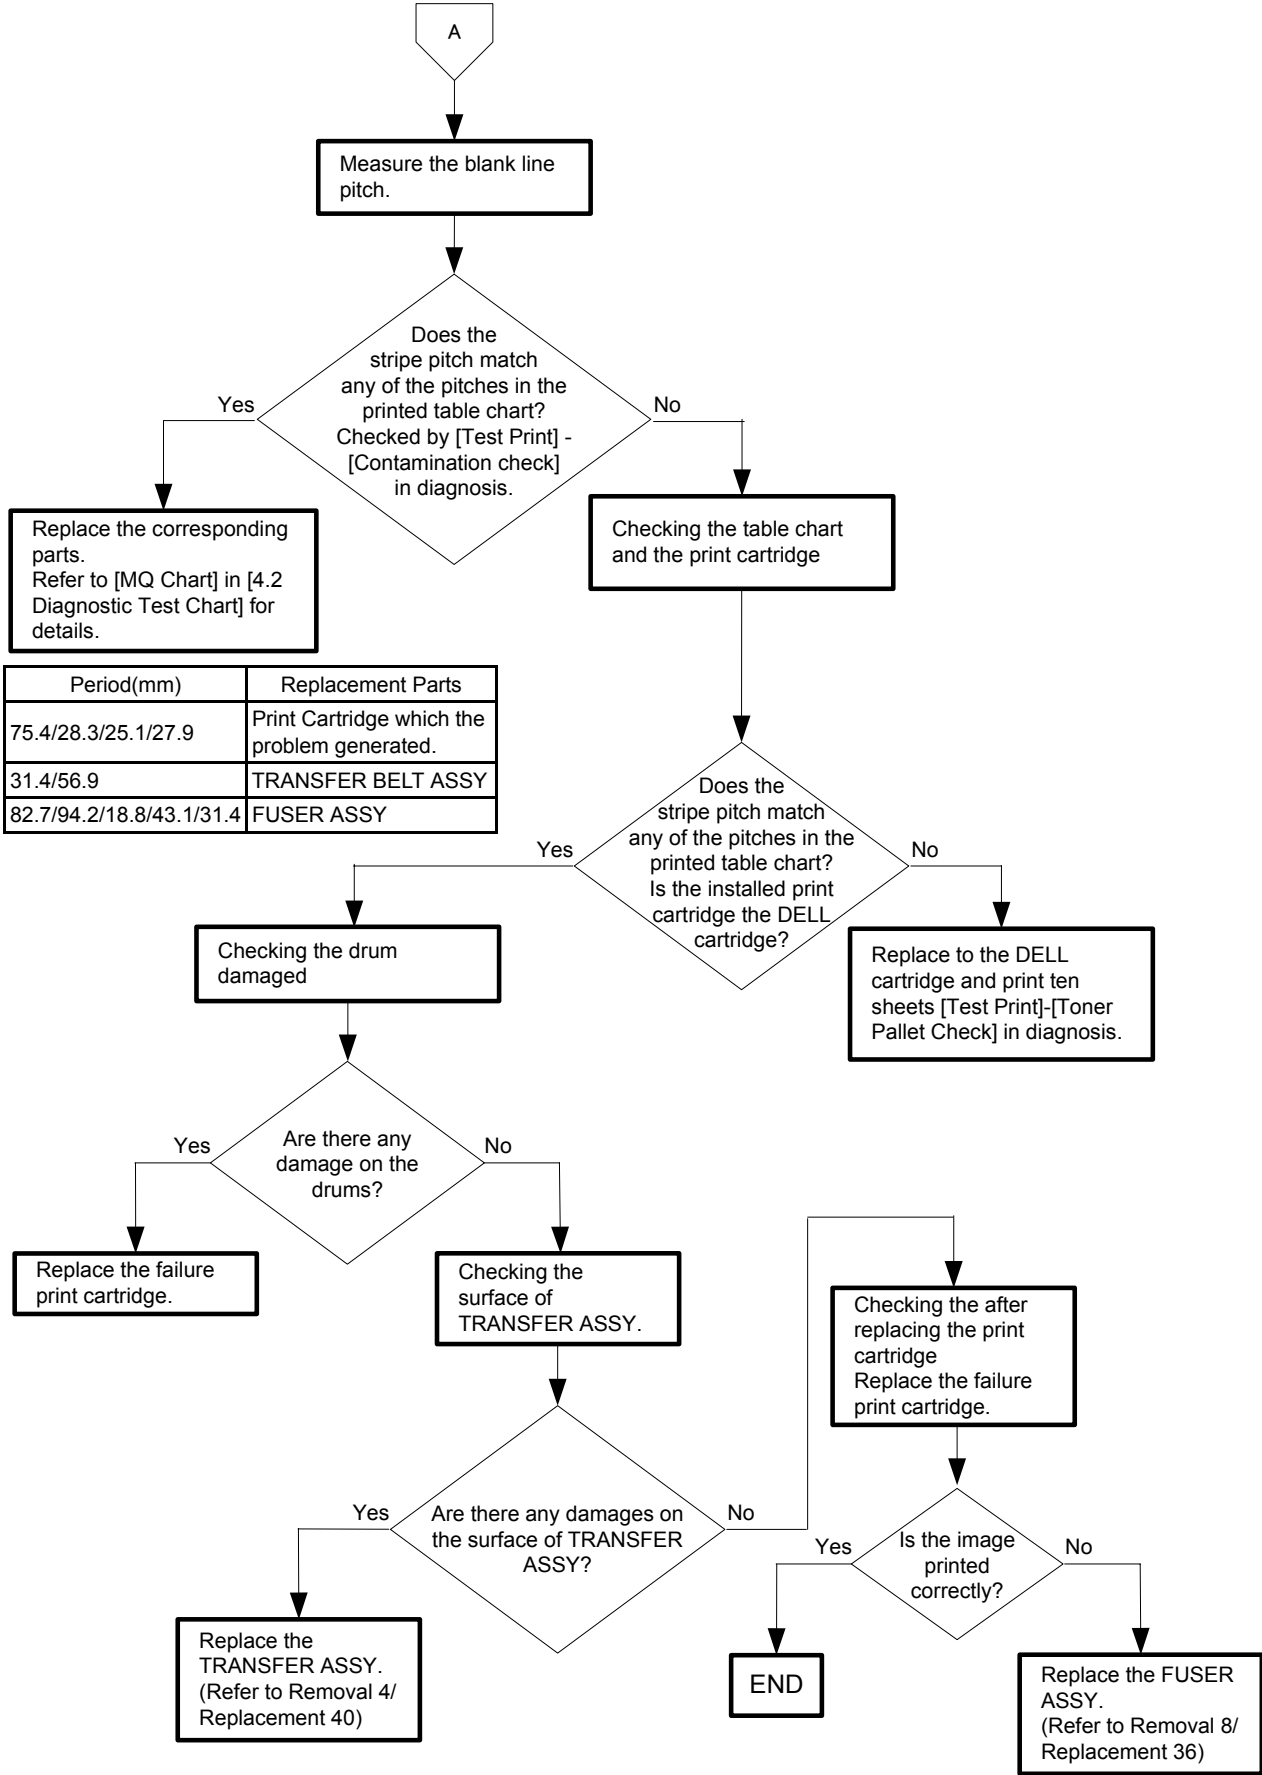 A
Measure the blank line
pitch.
Does the
stripe pitch match
any of the pitches in the
printed table chart?
Checked by [Test Print] -
[Contamination check]
in diagnosis.
Yes
No
Replace the corresponding
parts.
Refer to [MQ Chart] in [4.2
Diagnostic Test Chart] for
details.
Checking the table chart
and the print cartridge
Period(mm) Replacement Parts
75.4/28.3/25.1/27.9 Print Cartridge which the
problem generated.
31.4/56.9 TRANSFER BELT ASSY
82.7/94.2/18.8/43.1/31.4 FUSER ASSY
Does the
stripe pitch match
any of the pitches in the
printed table chart?
Is the installed print
cartridge the DELL
cartridge?
Yes
No
Checking the drum
damaged
Replace to the DELL
cartridge and print ten
sheets [Test Print]-[Toner
Pallet Check] in diagnosis.
Are there any
damage on the
drums?
Yes
No
Replace the failure
print cartridge.
Checking the
surface of
TRANSFER ASSY.
Checking the after
replacing the print
cartridge
Replace the failure
print cartridge.
Are there any damages on
the surface of TRANSFER
ASSY?
Yes
No
Is the image
printed
correctly?
Yes
No
Replace the
TRANSFER ASSY.
(Refer to Removal 4/
Replacement 40)
END
Replace the FUSER
ASSY.
(Refer to Removal 8/
Replacement 36)